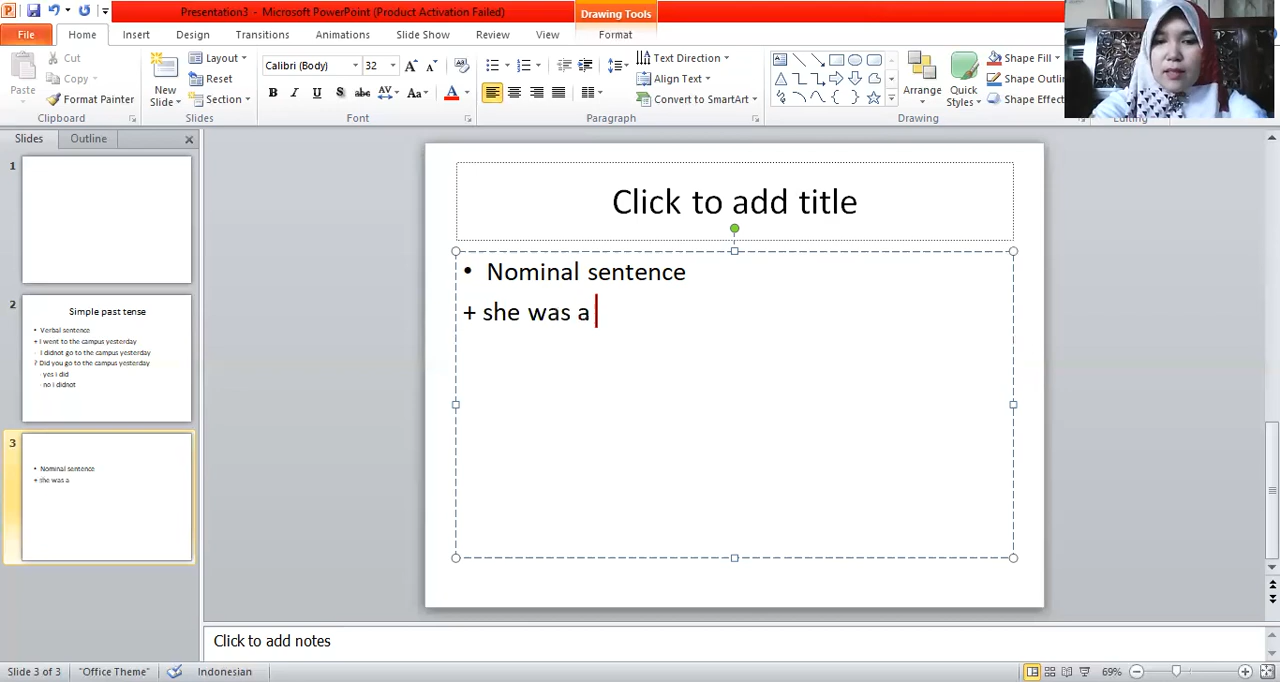 Presentation3 - Microsoft PowerPoint (Product Activation Failed)
Drawing Tools
File
Home
Insert
Design
Transitions
Animations
Slide Show
Review
View
Format
Paste
Cut
Copy
Format Painter
Clipboard
New
Slide
Layout
Reset
Section
Slides
Calibri (Body)
32
Font
Text Direction
Align Text
Convert to SmartArt
Paragraph
Arrange
Quick
Styles
Shape Fill
Shape Outli
Shape Effect
Drawing
Editing
Slides
Outline
1
2
Simple past tense
• Verbal sentence
+ I went to the campus yesterday
- I didnot go to the campus yesterday
? Did you go to the campus yesterday
yes i did
no i didnot
3
• Nominal sentence
+ she was a
Click to add title
• Nominal sentence
+ she was a
Click to add notes
Slide 3 of 3
"Office Theme"
Indonesian
69%